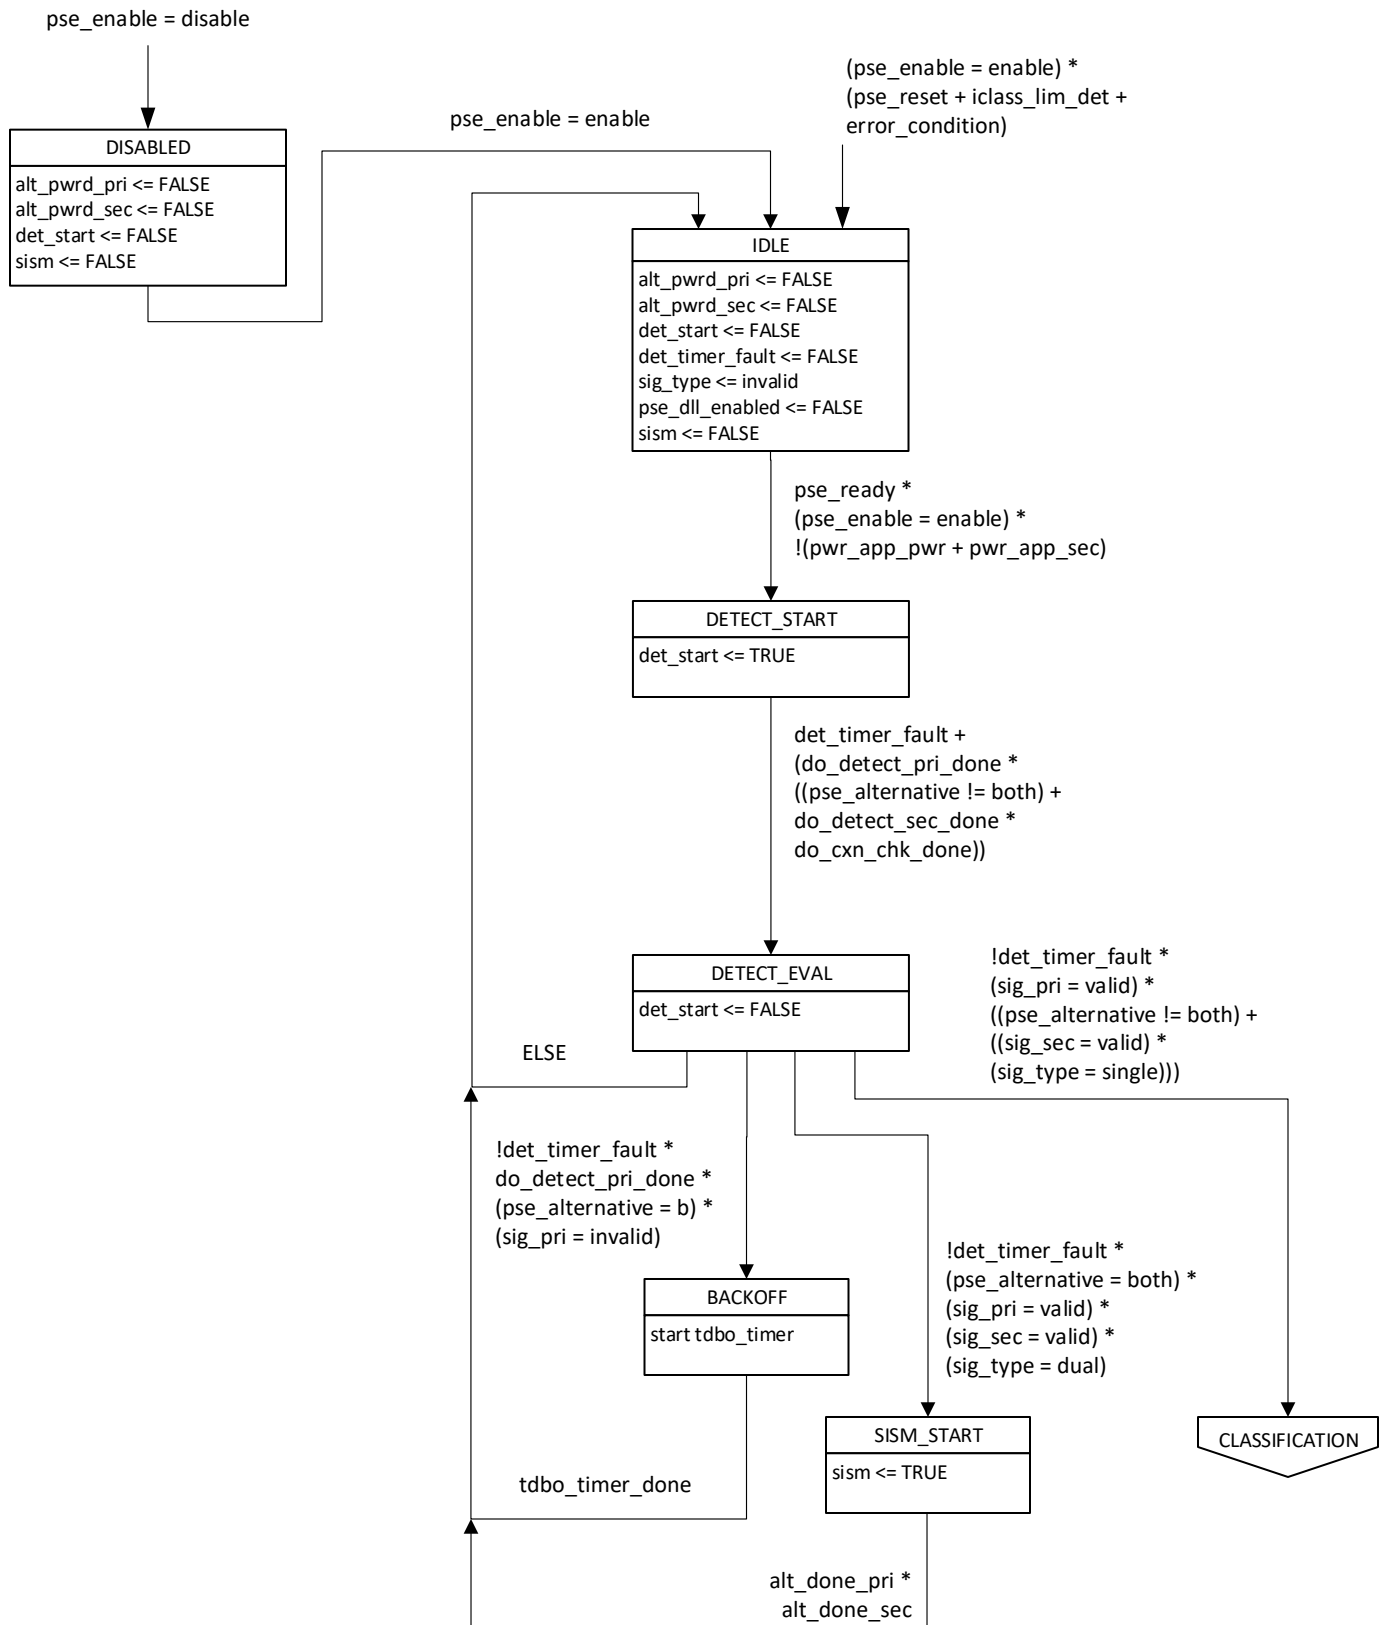 pse_enable = disable
(pse_enable = enable) *
(pse_reset + iclass_lim_det +
error_condition)
pse_enable = enable
DISABLED
alt_pwrd_pri <= FALSE
alt_pwrd_sec <= FALSE
det_start <= FALSE
sism <= FALSE
IDLE
alt_pwrd_pri <= FALSE
alt_pwrd_sec <= FALSE
det_start <= FALSE
det_timer_fault <= FALSE
sig_type <= invalid
pse_dll_enabled <= FALSE
sism <= FALSE
pse_ready *
(pse_enable = enable) *
!(pwr_app_pwr + pwr_app_sec)
DETECT_START
det_start <= TRUE
det_timer_fault +
(do_detect_pri_done *
((pse_alternative != both) +
do_detect_sec_done *
do_cxn_chk_done))
DETECT_EVAL
det_start <= FALSE
!det_timer_fault *
(sig_pri = valid) *
((pse_alternative != both) +
((sig_sec = valid) *
(sig_type = single)))
ELSE
!det_timer_fault *
do_detect_pri_done *
(pse_alternative = b) *
(sig_pri = invalid)
!det_timer_fault *
(pse_alternative = both) *
(sig_pri = valid) *
(sig_sec = valid) *
(sig_type = dual)
BACKOFF
start tdbo_timer
SISM_START
sism <= TRUE
CLASSIFICATION
tdbo_timer_done
alt_done_pri *
alt_done_sec